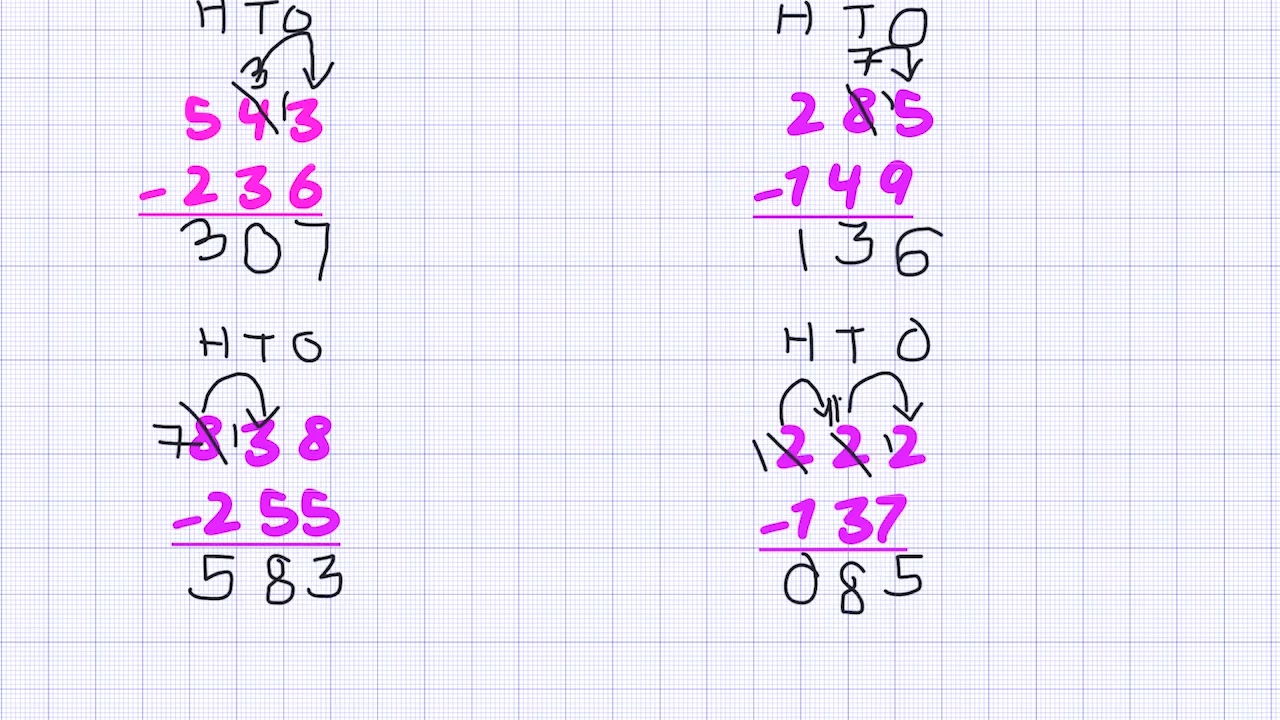 H T O
3
5 4 13
- 2 3 6
3 0 7
H T O
7
2 8 15
- 1 4 9
1 3 6
H T O
7 8 13 8
- 2 5 5
5 8 3
H T O
11
1 2 2 12
- 1 3 7
0 8 5